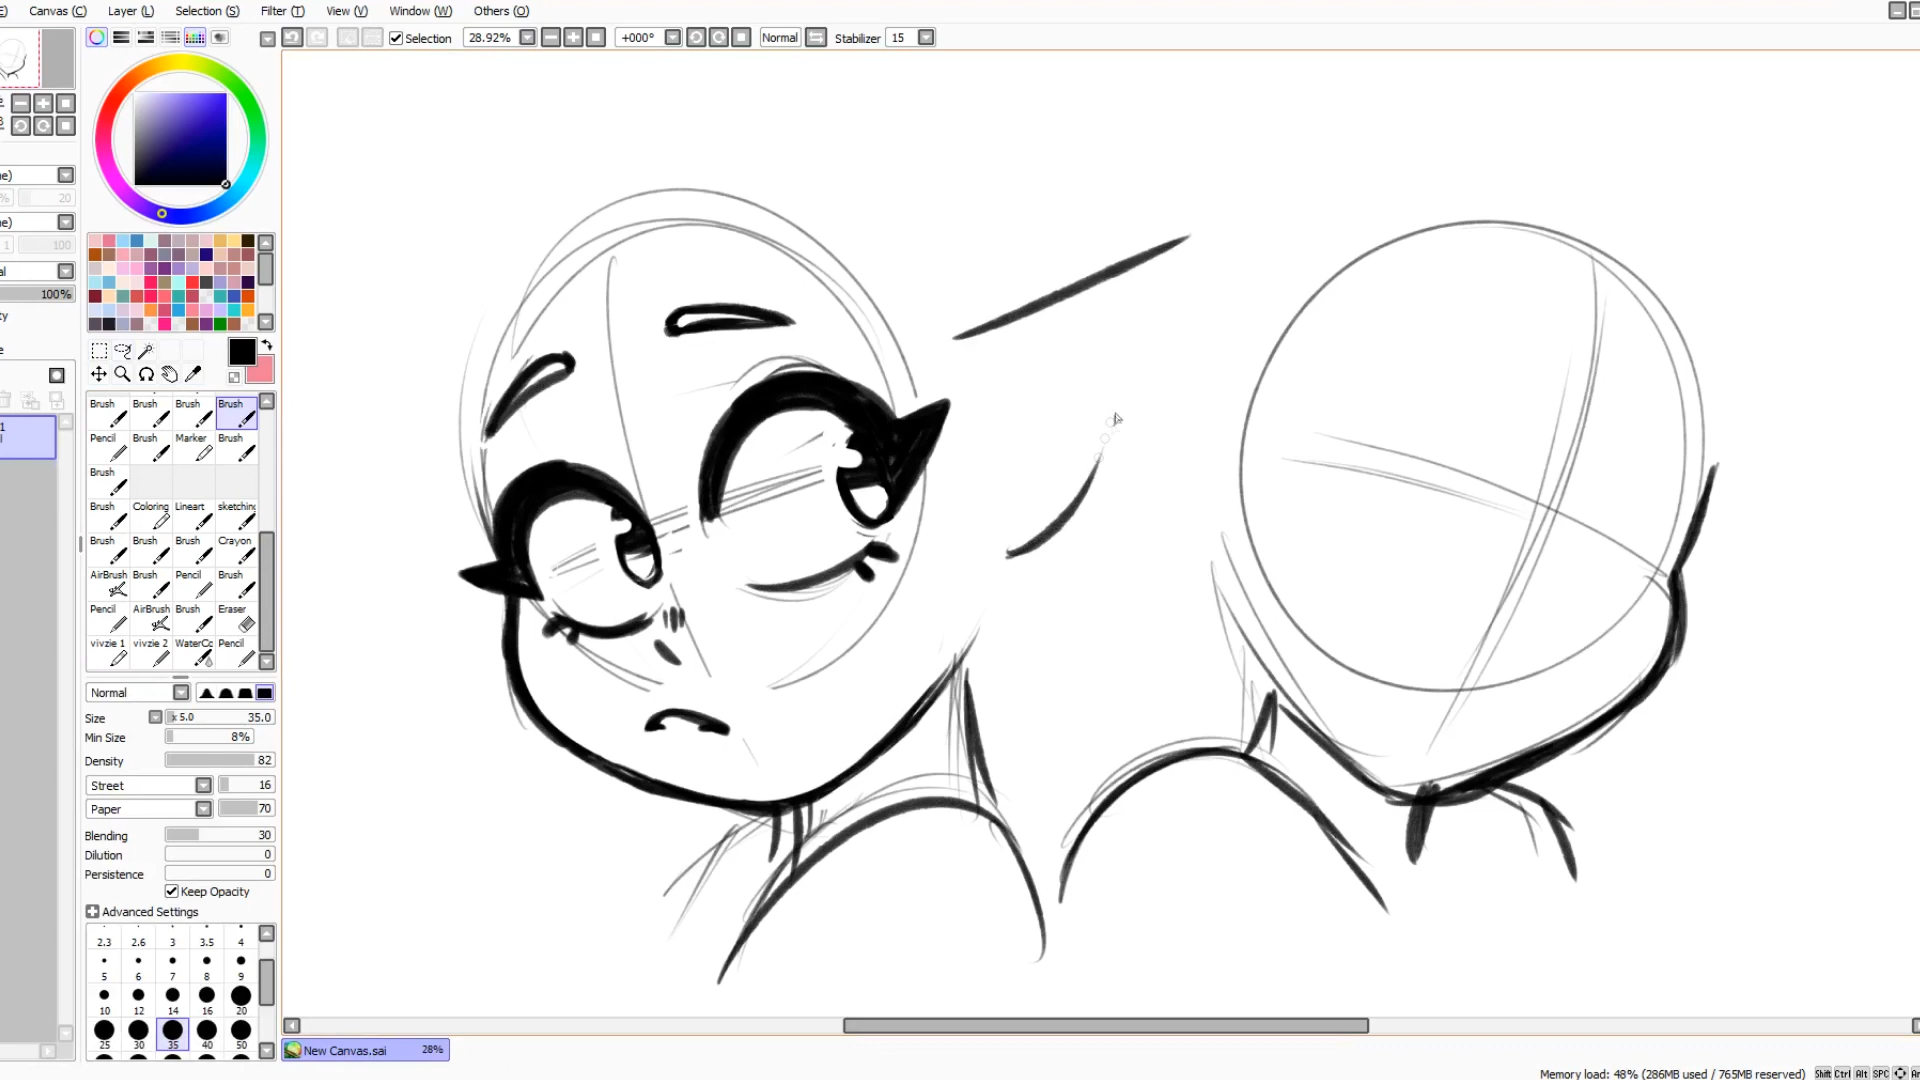 Canvas (C) Layer (L) Selection (S) Filter (T) View (V) Window (W) Others (O)
Selection 28.92% +000° Normal Stabilizer 15
20
1 100
100%
Brush Brush Brush Brush
Pencil Brush Marker Brush
Brush
Brush Coloring Lineart sketchin
Brush Brush Brush Crayon
AirBrush Brush Pencil Brush
Pencil AirBrush Brush Eraser
vivzie 1 vivzie 2 WaterCo Pencil
Normal
Size x 5.0 35.0
Min Size 8%
Density 82
Street 16
Paper 70
Blending 30
Dilution 0
Persistence 0
Keep Opacity
Advanced Settings
2.3 2.6 3 3.5 4
5 6 7 8 9
10 12 14 16 20
25 30 35 40 50
New Canvas.sai 28%
Memory load: 48% (286MB used / 765MB reserved) Shift Ctrl Alt SPC